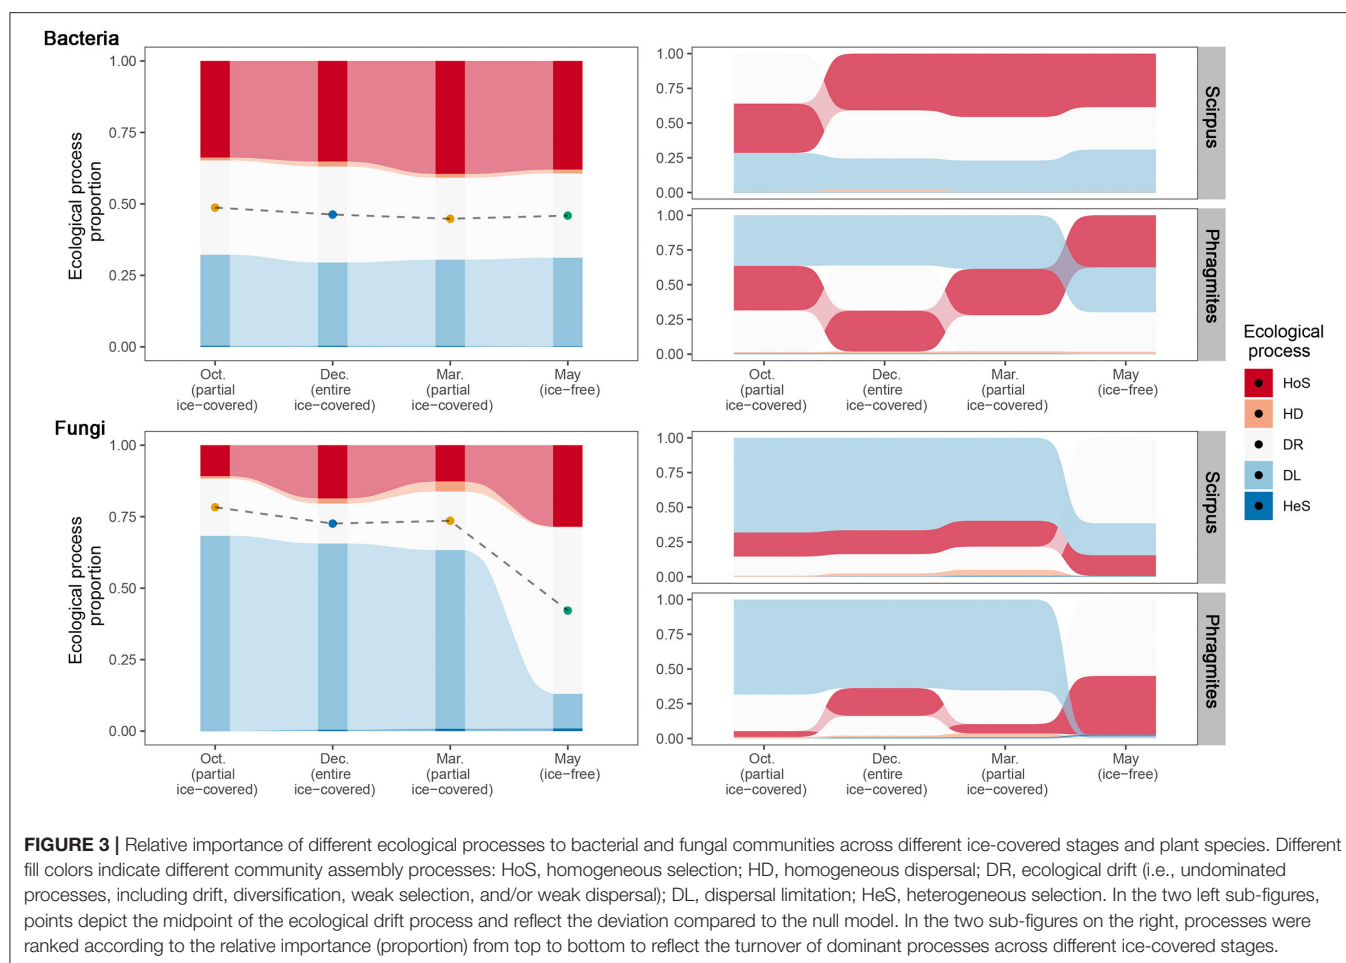 Bacteria
Ecological process
proportion
1.00
0.75
0.50
0.25
0.00
Oct.
(partial
ice−covered)
Dec.
(entire
ice−covered)
Mar.
(partial
ice−covered)
May
(ice−free)
1.00
0.75
0.50
0.25
0.00
Scirpus
1.00
0.75
0.50
0.25
0.00
Phragmites
Oct.
(partial
ice−covered)
Dec.
(entire
ice−covered)
Mar.
(partial
ice−covered)
May
(ice−free)
Fungi
Ecological process
proportion
1.00
0.75
0.50
0.25
0.00
Oct.
(partial
ice−covered)
Dec.
(entire
ice−covered)
Mar.
(partial
ice−covered)
May
(ice−free)
1.00
0.75
0.50
0.25
0.00
Scirpus
1.00
0.75
0.50
0.25
0.00
Phragmites
Oct.
(partial
ice−covered)
Dec.
(entire
ice−covered)
Mar.
(partial
ice−covered)
May
(ice−free)
Ecological
process
HoS
HD
DR
DL
HeS
FIGURE 3 | Relative importance of different ecological processes to bacterial and fungal communities across different ice-covered stages and plant species. Different
fill colors indicate different community assembly processes: HoS, homogeneous selection; HD, homogeneous dispersal; DR, ecological drift (i.e., undominated
processes, including drift, diversification, weak selection, and/or weak dispersal); DL, dispersal limitation; HeS, heterogeneous selection. In the two left sub-figures,
points depict the midpoint of the ecological drift process and reflect the deviation compared to the null model. In the two sub-figures on the right, processes were
ranked according to the relative importance (proportion) from top to bottom to reflect the turnover of dominant processes across different ice-covered stages.